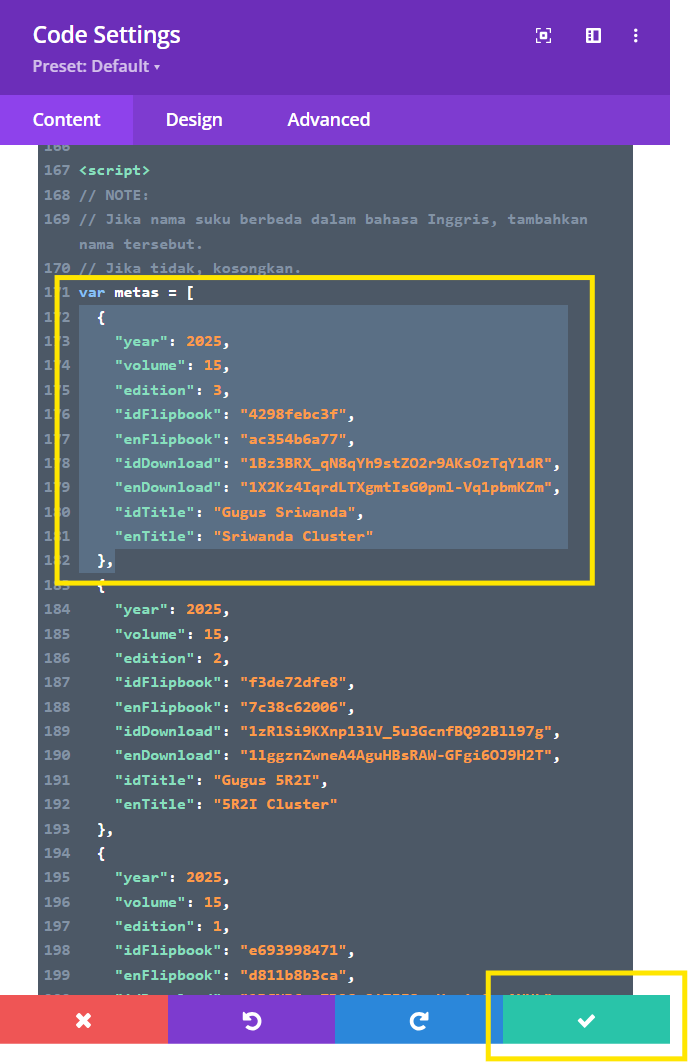 Code Settings
Preset: Default
Content Design Advanced
166
167 <script>
168 // NOTE:
169 // Jika nama suku berbeda dalam bahasa Inggris, tambahkan
nama tersebut.
170 // Jika tidak, kosongkan.
171 var metas = [
172 {
173 "year": 2025,
174 "volume": 15,
175 "edition": 3,
176 "idFlipbook": "4298febc3f",
177 "enFlipbook": "ac354b6a77",
178 "idDownload": "1Bz3BRX_qN8qYh9stZO2r9AKsOzTqYldR",
179 "enDownload": "1X2Kz4IqrdLTXgmtIsG0pml-Vq1pbmKZm",
180 "idTitle": "Gugus Sriwanda",
181 "enTitle": "Sriwanda Cluster"
182 },
183 {
184 "year": 2025,
185 "volume": 15,
186 "edition": 2,
187 "idFlipbook": "f3de72dfe8",
188 "enFlipbook": "7c38c62006",
189 "idDownload": "1zRlSi9KXnp13lV_5u3GcnfBQ92Bll97g",
190 "enDownload": "1lggznZwneA4AguHBsRAW-GFgi6OJ9H2T",
191 "idTitle": "Gugus 5R2I",
192 "enTitle": "5R2I Cluster"
193 },
194 {
195 "year": 2025,
196 "volume": 15,
197 "edition": 1,
198 "idFlipbook": "e693998471",
199 "enFlipbook": "d811b8b3ca",